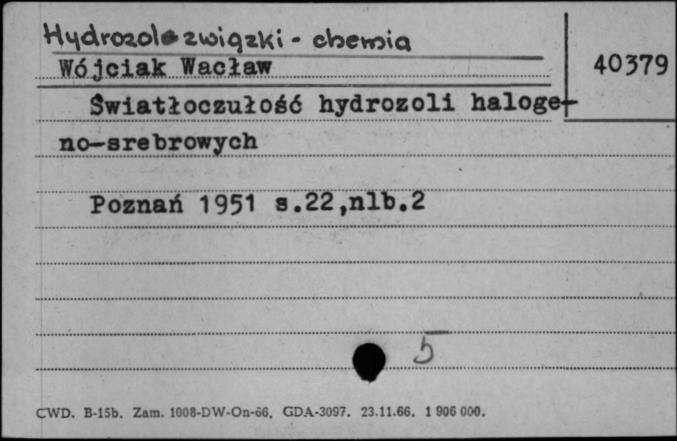 Hydrozole związki - chemia
Wójciak Wacław
40379
Światłoczułość hydrozoli haloge-
no-srebrowych
Poznań 1951 s.22,nlb.2
5
CWD. B-15b. Zam. 1008-DW-On-66. GDA-3097. 23.11.66. 1 906 000.